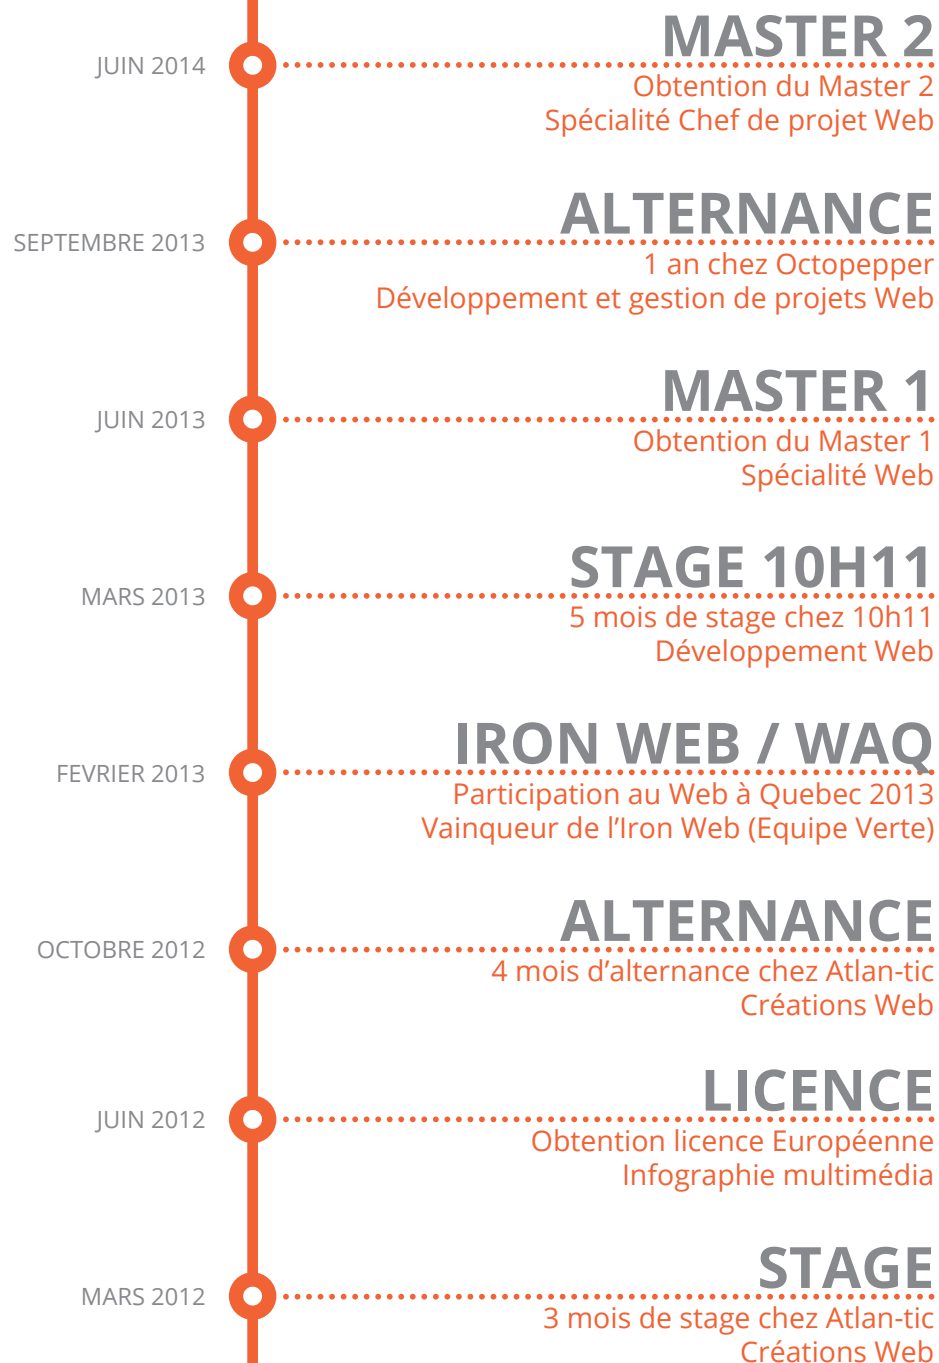 JUIN 2014
MASTER 2
Obtention du Master 2
Spécialité Chef de projet Web
SEPTEMBRE 2013
ALTERNANCE
1 an chez Octopepper
Développement et gestion de projets Web
JUIN 2013
MASTER 1
Obtention du Master 1
Spécialité Web
MARS 2013
STAGE 10H11
5 mois de stage chez 10h11
Développement Web
FEVRIER 2013
IRON WEB / WAQ
Participation au Web à Quebec 2013
Vainqueur de l’Iron Web (Equipe Verte)
OCTOBRE 2012
ALTERNANCE
4 mois d’alternance chez Atlan-tic
Créations Web
JUIN 2012
LICENCE
Obtention licence Européenne
Infographie multimédia
MARS 2012
STAGE
3 mois de stage chez Atlan-tic
Créations Web